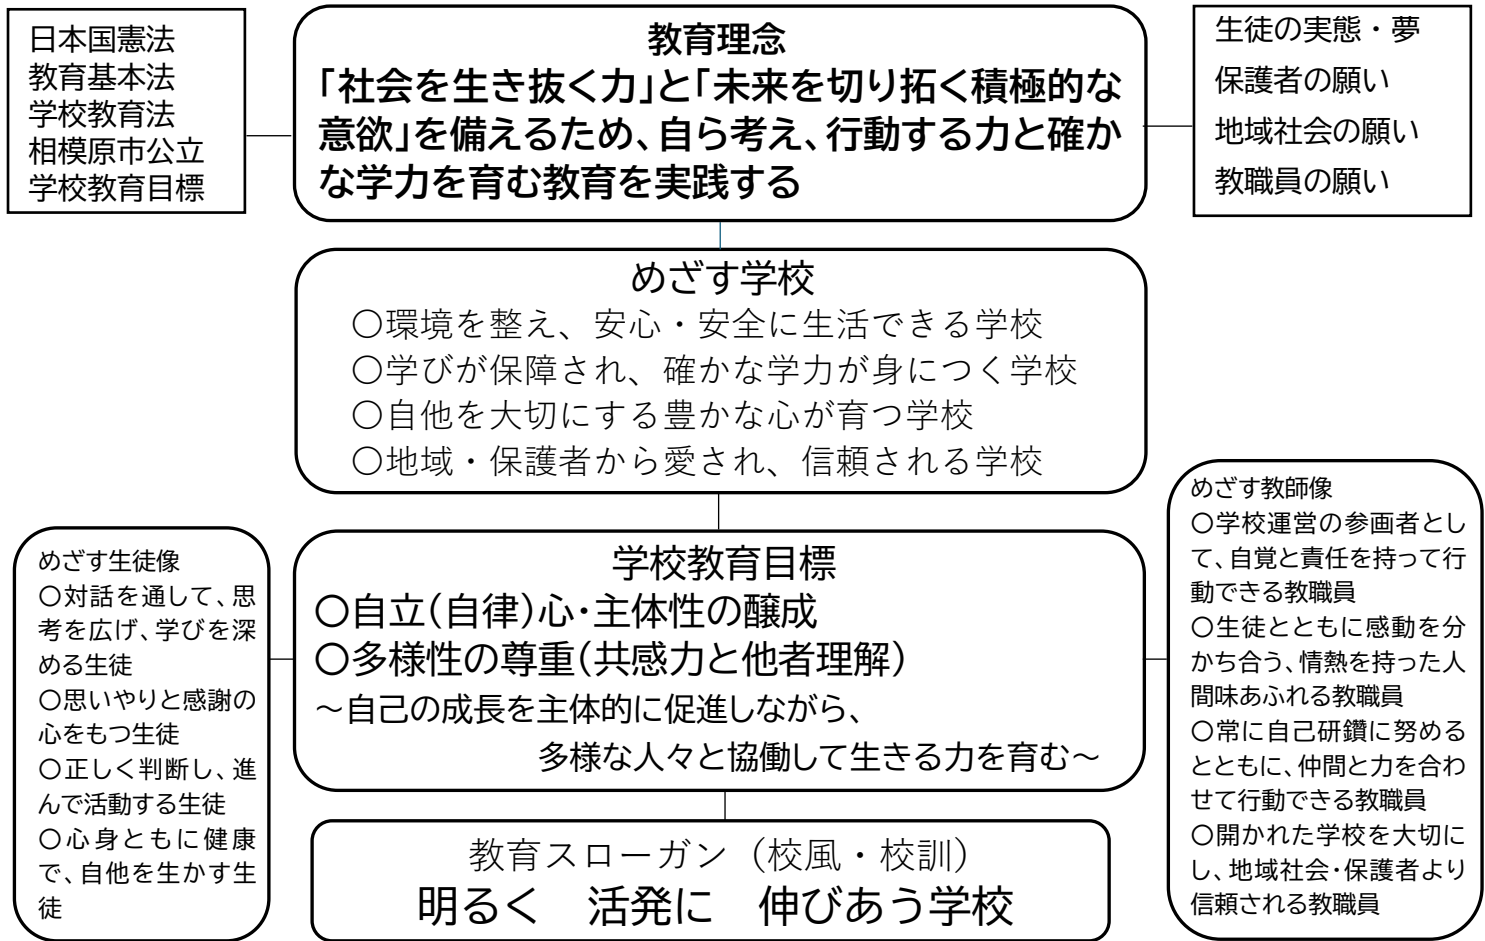 日本国憲法
教育基本法
学校教育法
相模原市公立
学校教育目標
教育理念
「社会を生き抜く力」と「未来を切り拓く積極的な
意欲」を備えるため、自ら考え、行動する力と確か
な学力を育む教育を実践する
生徒の実態・夢
保護者の願い
地域社会の願い
教職員の願い
めざす学校
○環境を整え、安心・安全に生活できる学校
○学びが保障され、確かな学力が身につく学校
○自他を大切にする豊かな心が育つ学校
○地域・保護者から愛され、信頼される学校
めざす生徒像
○対話を通して、思
考を広げ、学びを深
める生徒
○思いやりと感謝の
心をもつ生徒
○正しく判断し、進
んで活動する生徒
○心身ともに健康
で、自他を生かす生
徒
学校教育目標
○自立(自律)心・主体性の醸成
○多様性の尊重(共感力と他者理解)
～自己の成長を主体的に促進しながら、
多様な人々と協働して生きる力を育む～
めざす教師像
○学校運営の参画者とし
て、自覚と責任を持って行
動できる教職員
○生徒とともに感動を分
かち合う、情熱を持った人
間味あふれる教職員
○常に自己研鑽に努める
とともに、仲間と力を合わ
せて行動できる教職員
○開かれた学校を大切に
し、地域社会・保護者より
信頼される教職員
教育スローガン（校風・校訓）
明るく　活発に　伸びあう学校